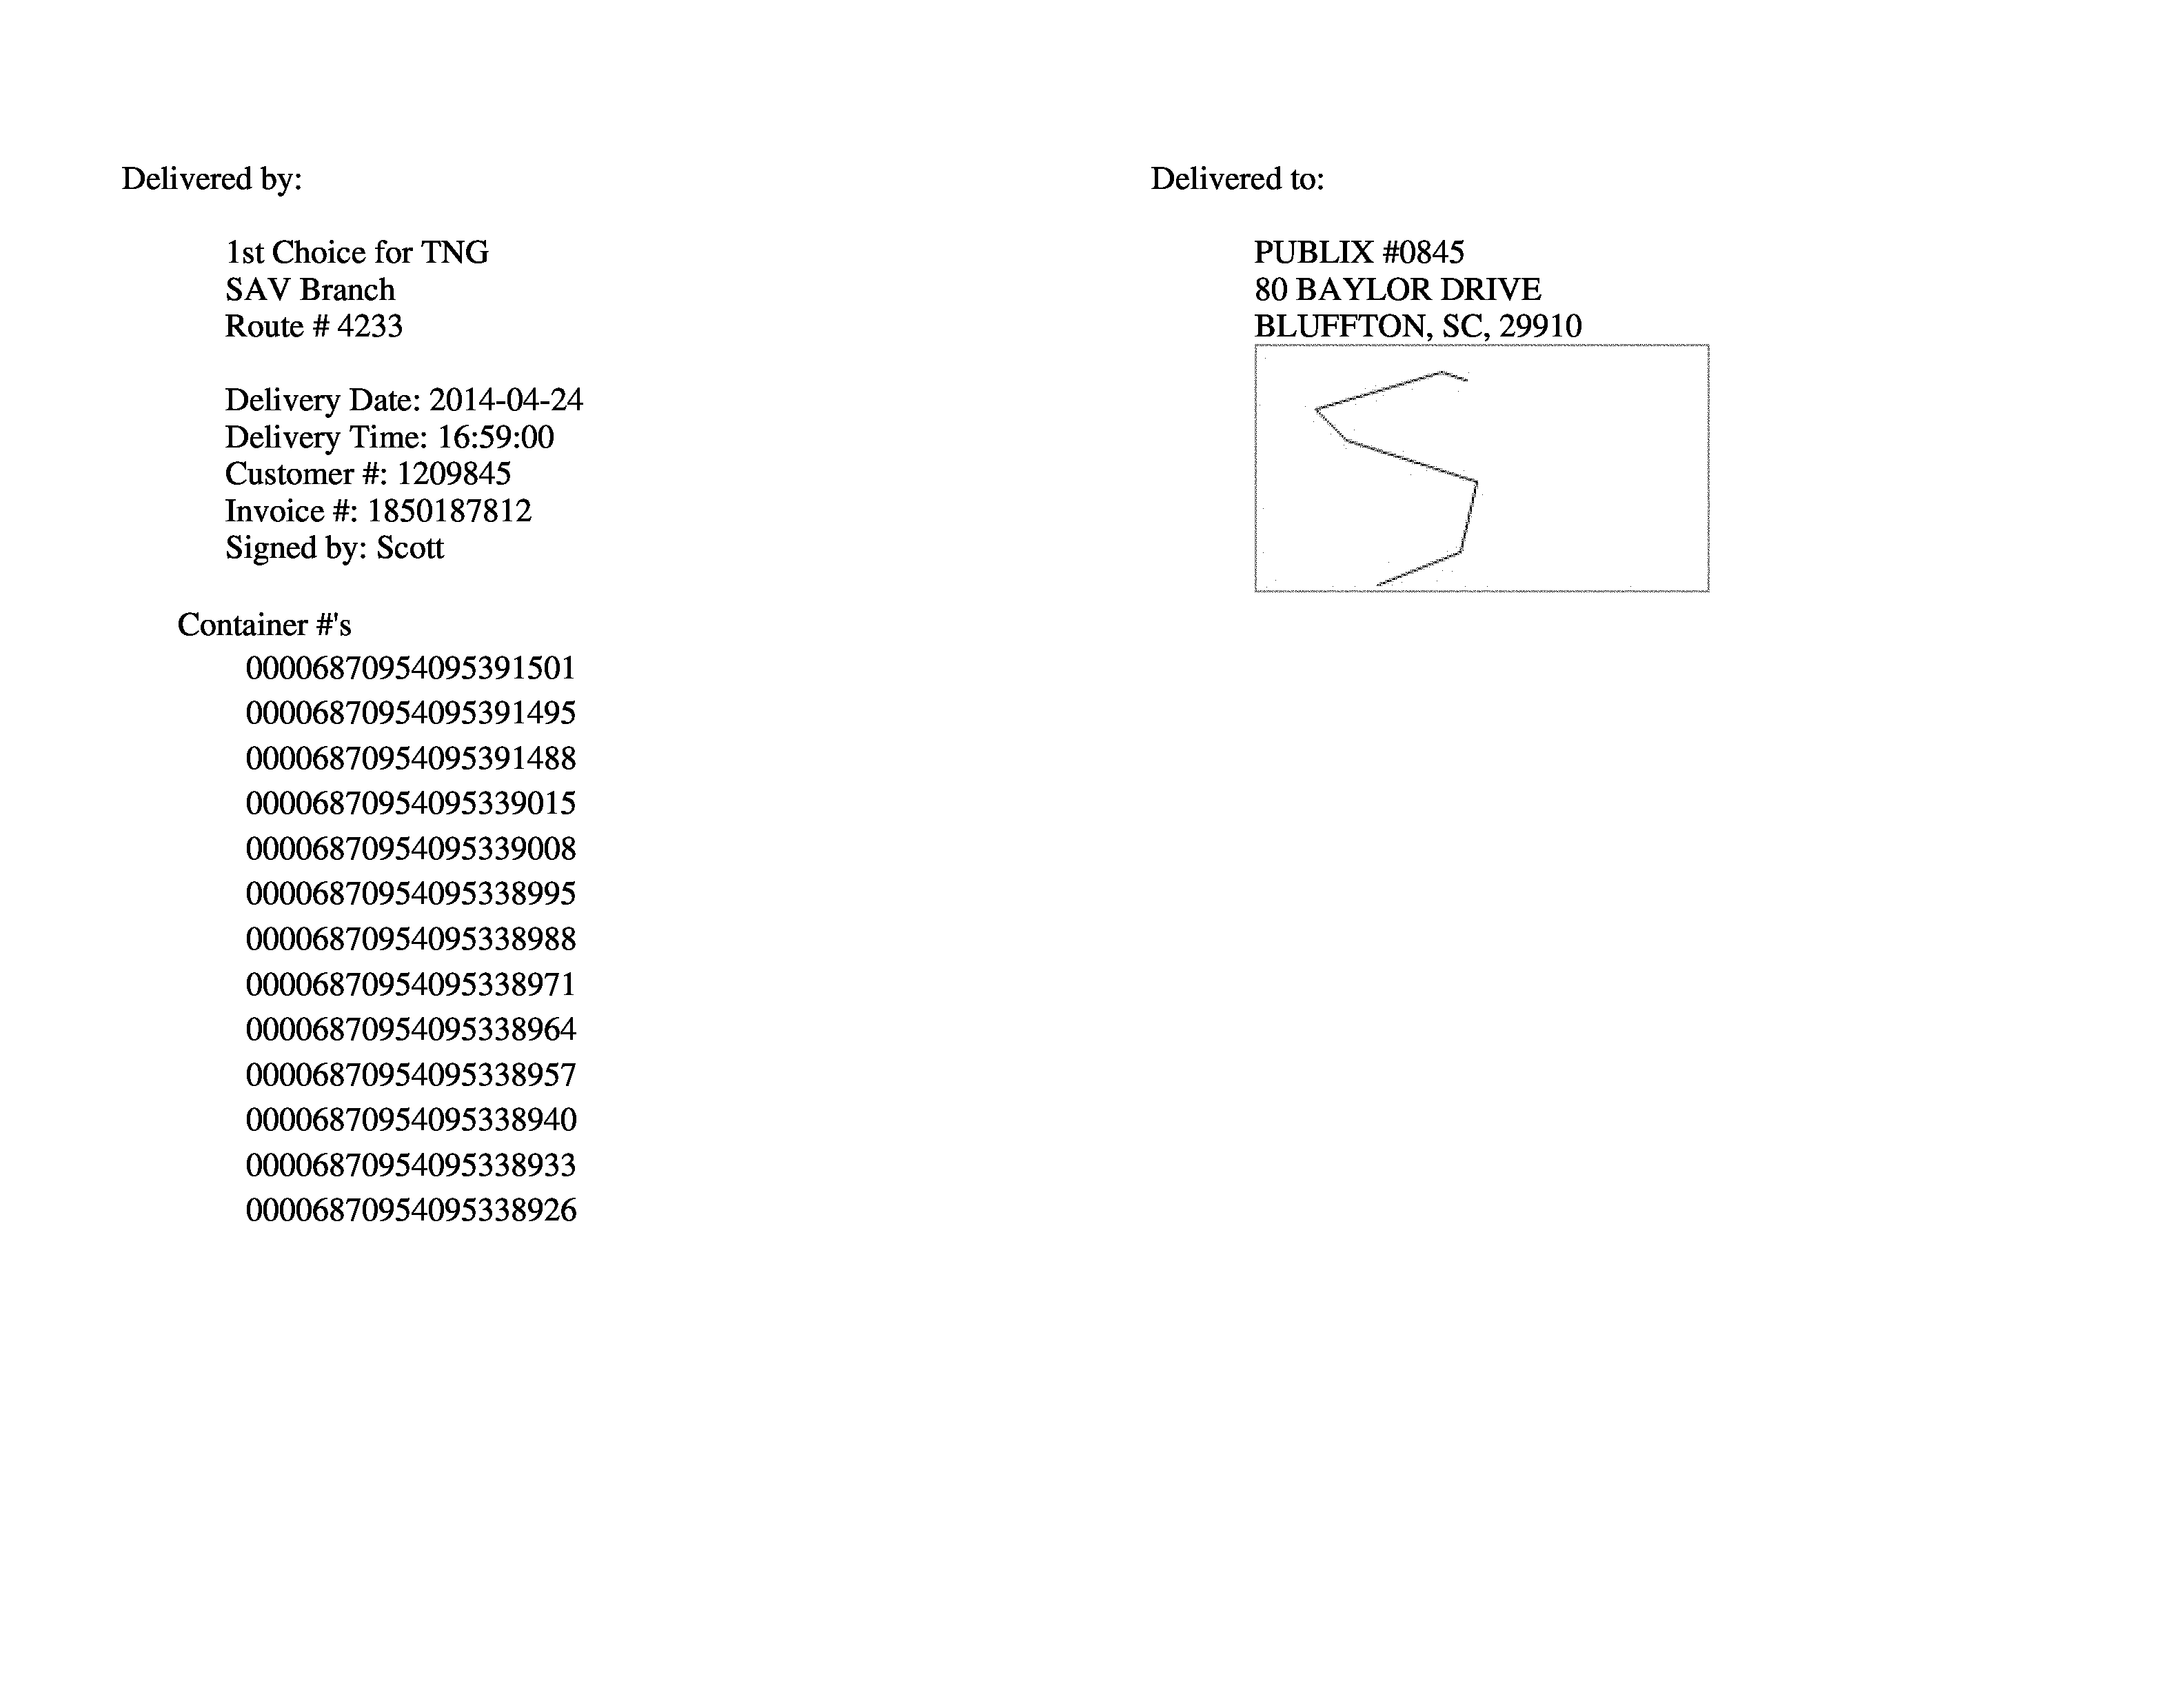 Delivered by:
1st Choice for TNG
SAV Branch
Route # 4233
Delivery Date: 2014-04-24
Delivery Time: 16:59:00
Customer #: 1209845
Invoice #: 1850187812
Signed by: Scott
Container #'s
00006870954095391501
00006870954095391495
00006870954095391488
00006870954095339015
00006870954095339008
00006870954095338995
00006870954095338988
00006870954095338971
00006870954095338964
00006870954095338957
00006870954095338940
00006870954095338933
00006870954095338926
Delivered to:
PUBLIX #0845
80 BAYLOR DRIVE
BLUFFTON, SC, 29910